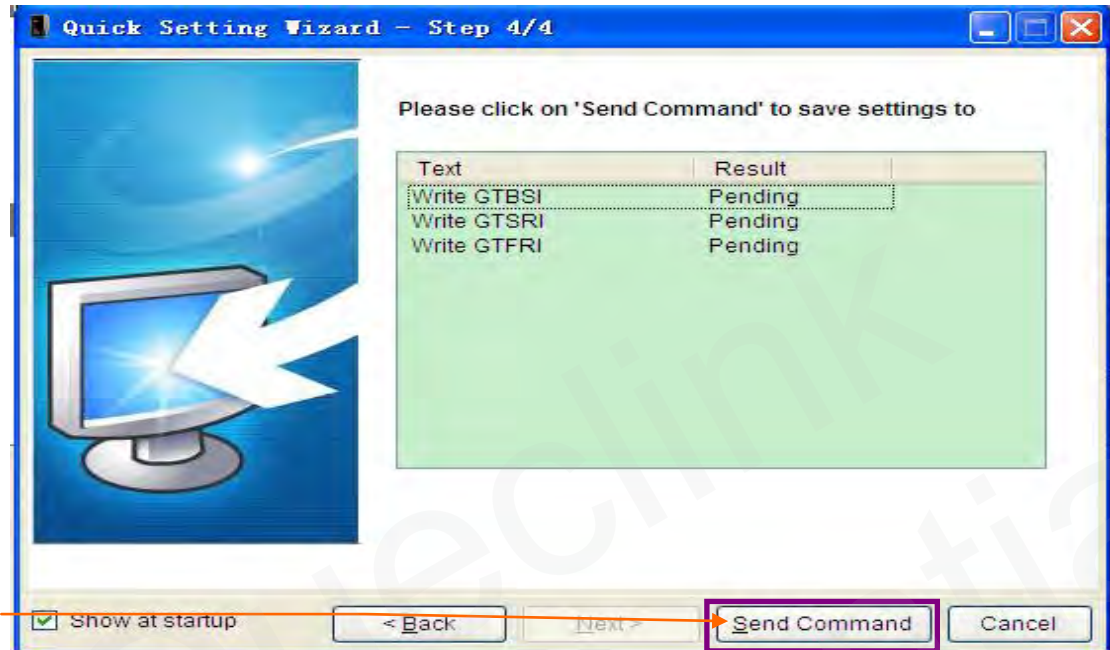 Quick Setting Wizard - Step 4/4
Please click on 'Send Command' to save settings to
Text Result
Write GTBSI Pending
Write GTSRI Pending
Write GTFRI Pending
Show at startup < Back Next > Send Command Cancel